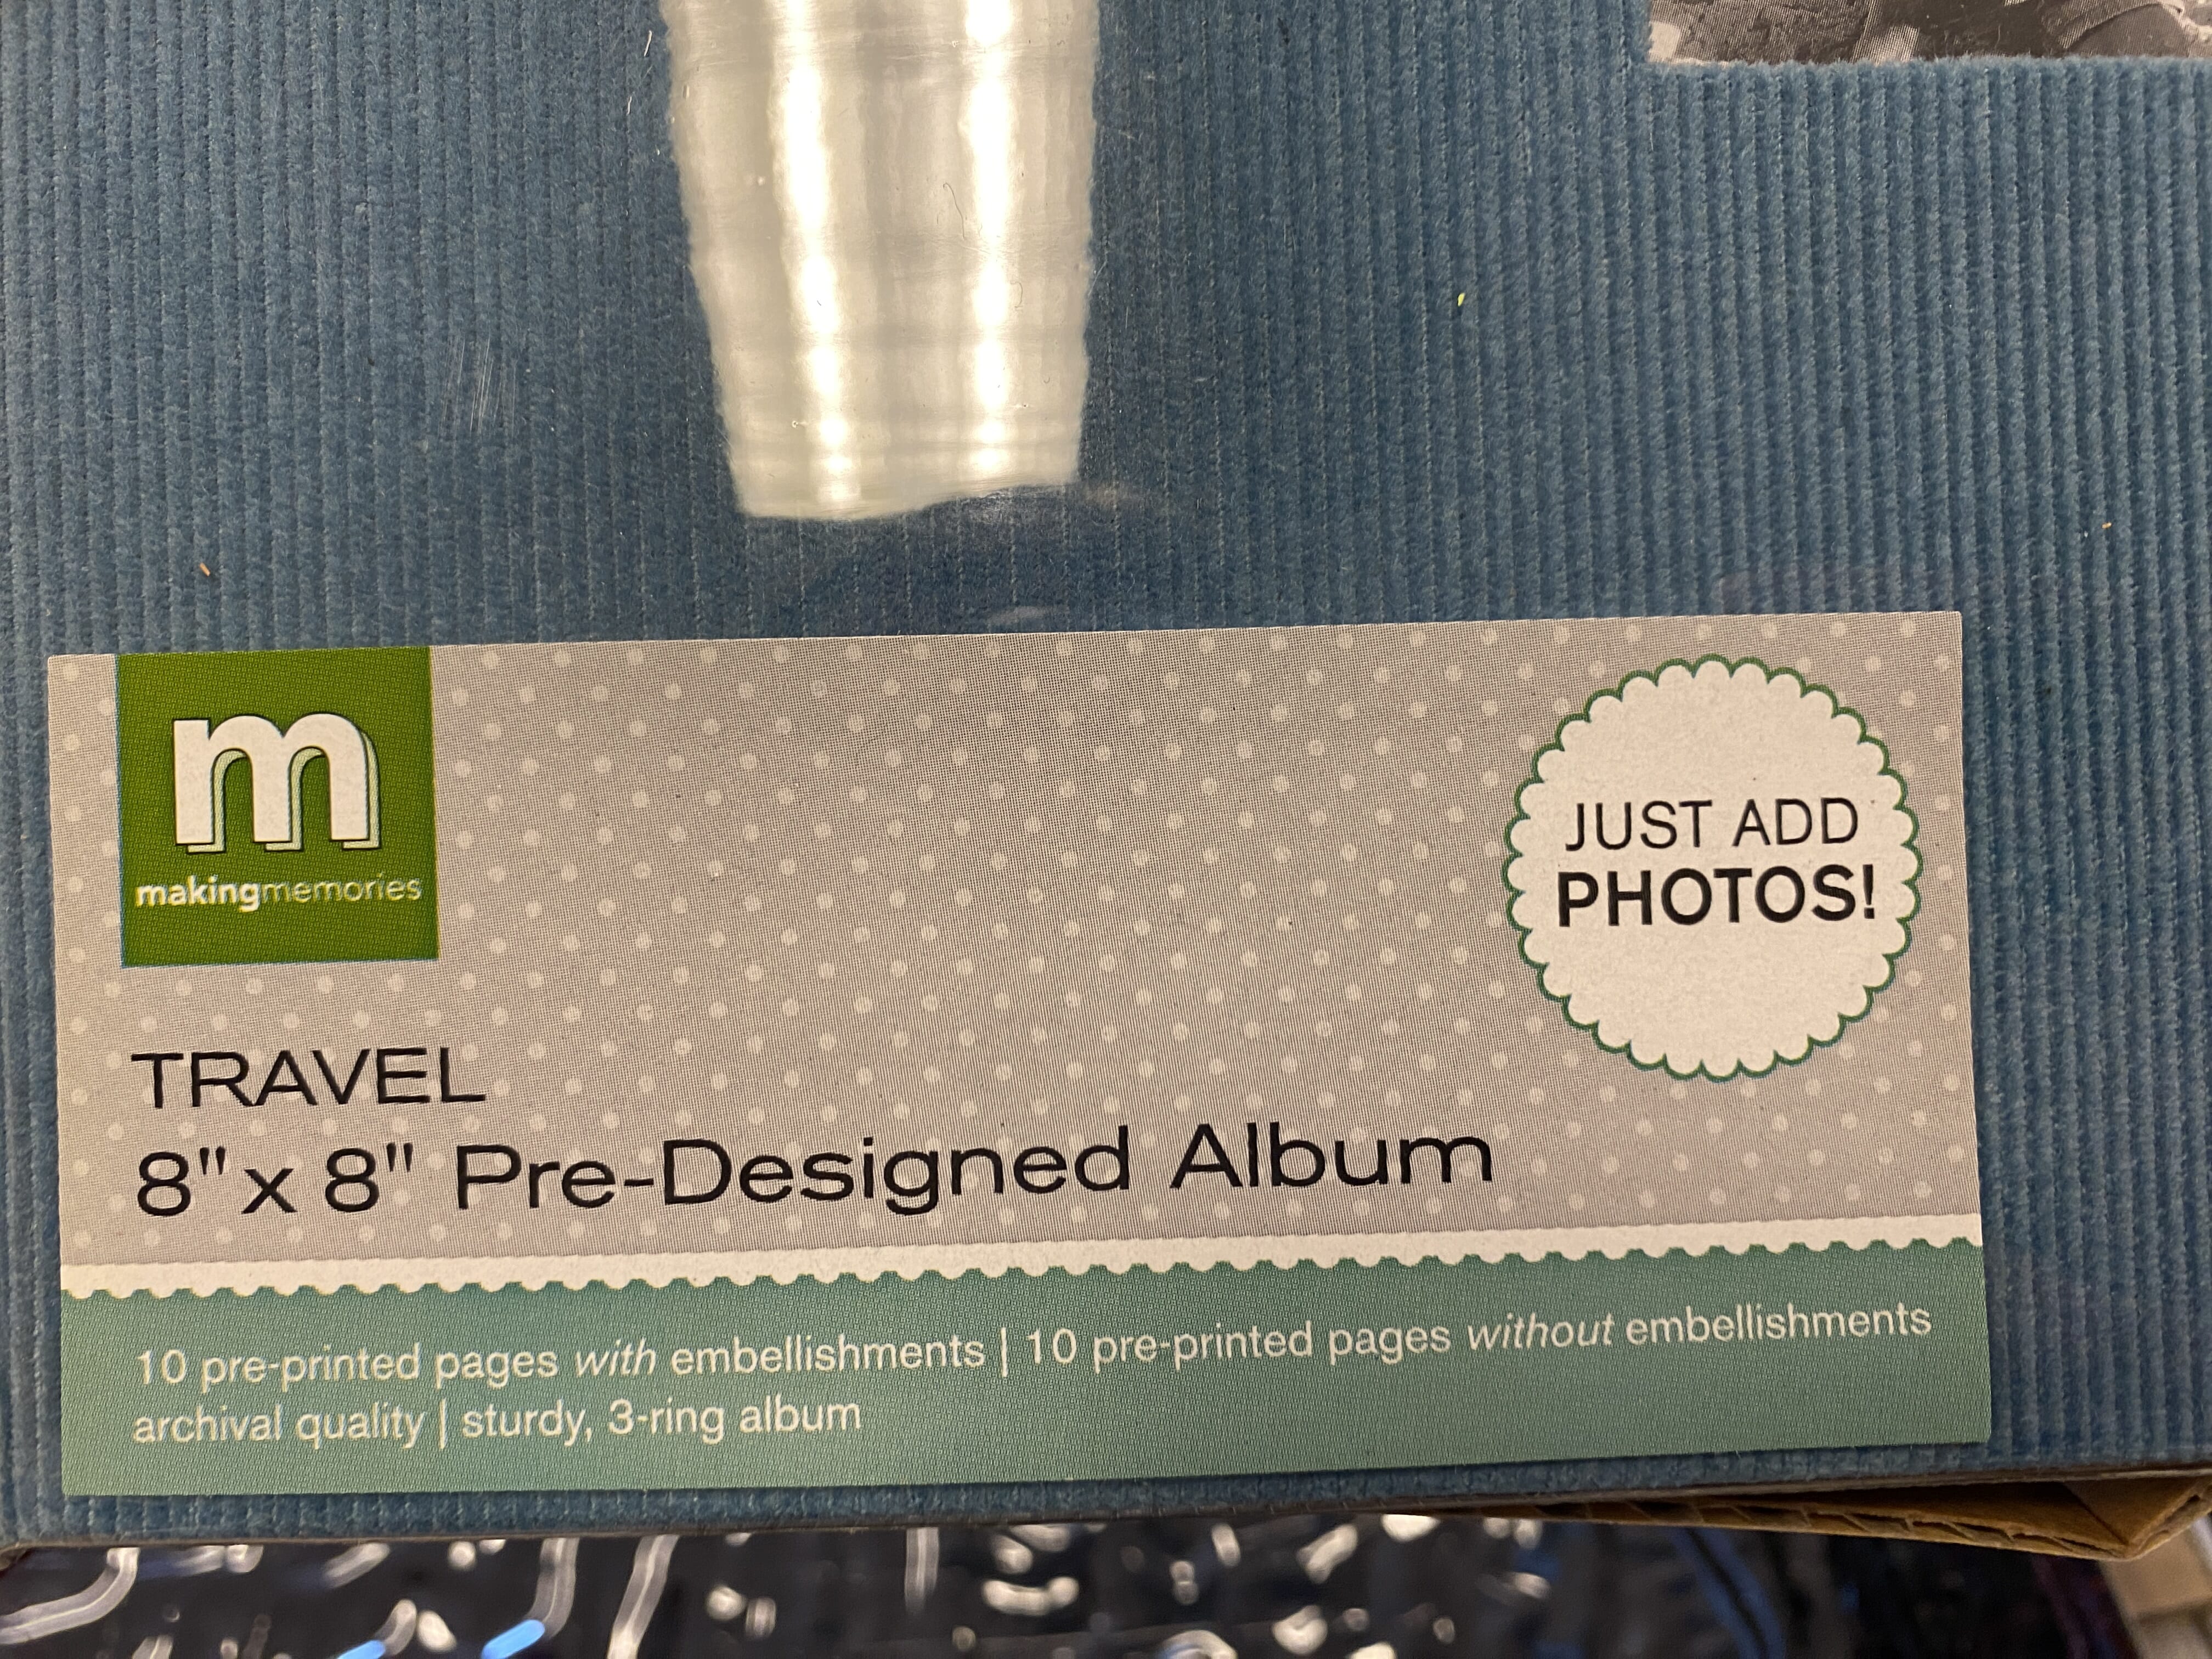 m
makingmemories
JUST ADD
PHOTOS!
TRAVEL
8" x 8" Pre-Designed Album
10 pre-printed pages with embellishments | 10 pre-printed pages without embellishments
archival quality | sturdy, 3-ring album